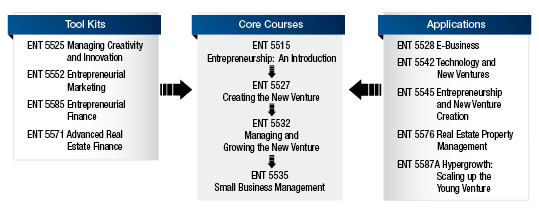 Tool Kits
ENT 5525 Managing Creativity
and Innovation
ENT 5552 Entrepreneurial
Marketing
ENT 5585 Entrepreneurial
Finance
ENT 5571 Advanced Real
Estate Finance
Core Courses
ENT 5515
Entrepreneurship: An Introduction
ENT 5527
Creating the New Venture
ENT 5532
Managing and
Growing the New Venture
ENT 5535
Small Business Management
Applications
ENT 5528 E-Business
ENT 5542 Technology and
New Ventures
ENT 5545 Entrepreneurship
and New Venture
Creation
ENT 5576 Real Estate Property
Management
ENT 5587A Hypergrowth:
Scaling up the
Young Venture